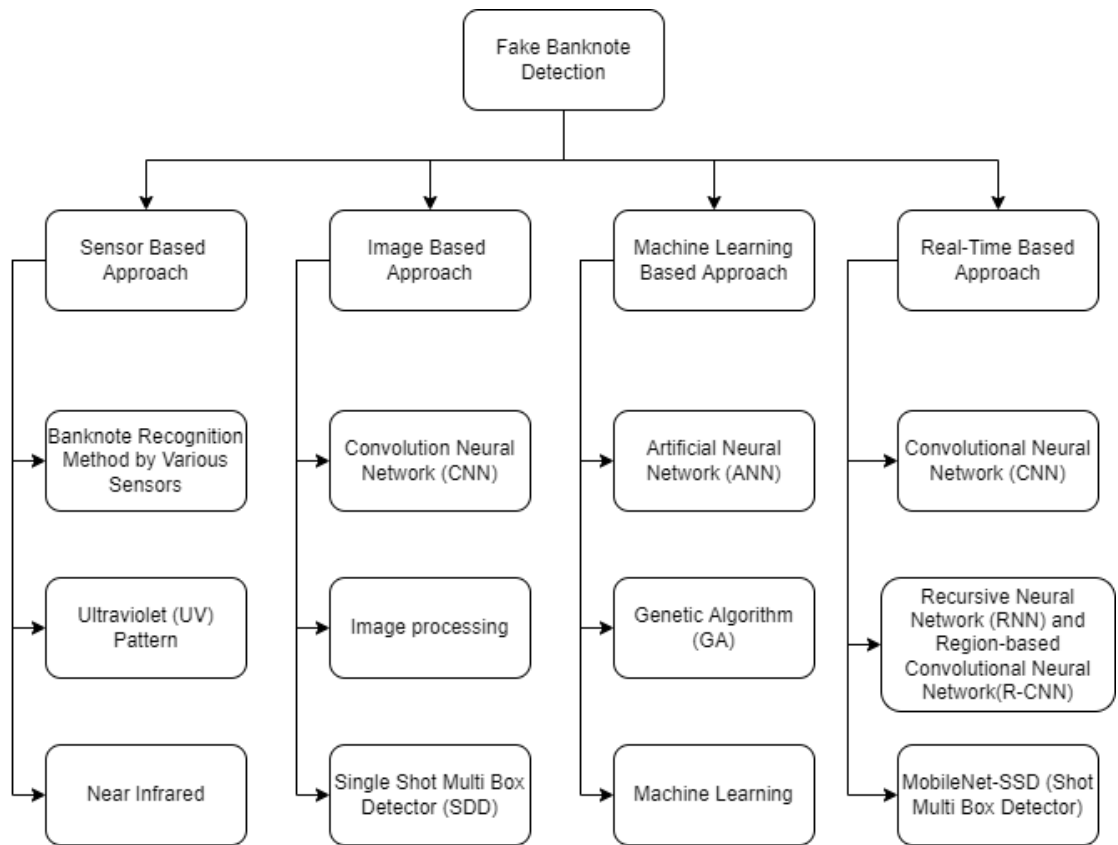 Fake Banknote
Detection
Sensor Based
Approach
Image Based
Approach
Machine Learning
Based Approach
Real-Time Based
Approach
Banknote Recognition
Method by Various
Sensors
Convolution Neural
Network (CNN)
Artificial Neural
Network (ANN)
Convolutional Neural
Network (CNN)
Ultraviolet (UV)
Pattern
Image processing
Genetic Algorithm
(GA)
Recursive Neural
Network (RNN) and
Region-based
Convolutional Neural
Network(R-CNN)
Near Infrared
Single Shot Multi Box
Detector (SDD)
Machine Learning
MobileNet-SSD (Shot
Multi Box Detector)